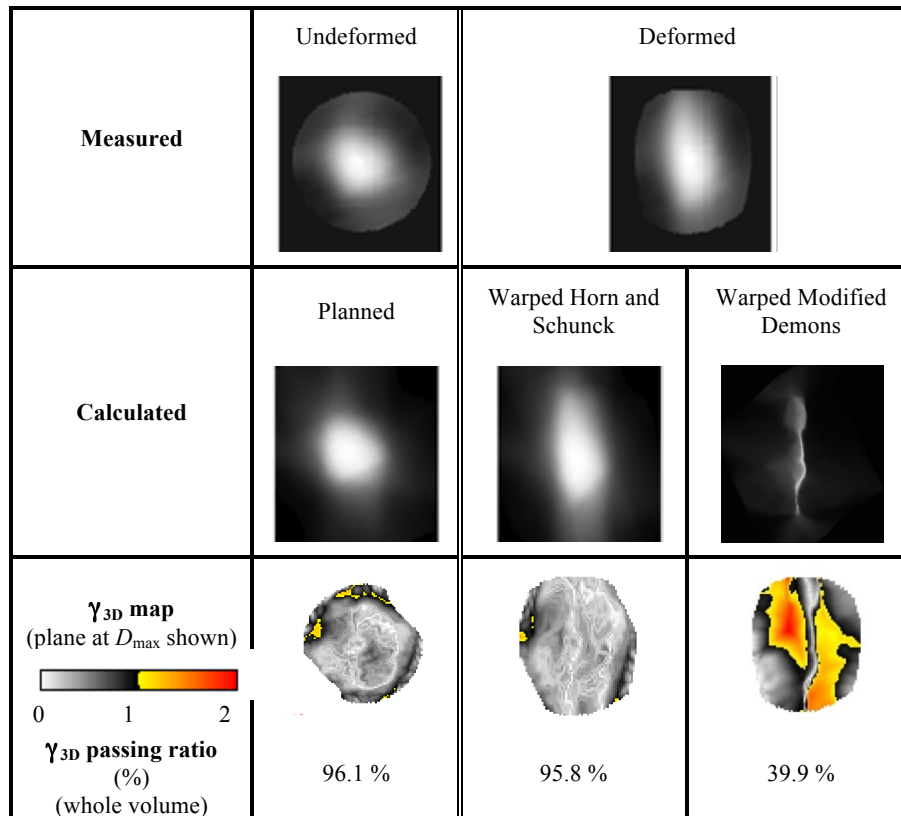 Undeformed
Deformed
Measured
Calculated
Planned
Warped Horn and
Schunck
Warped Modified
Demons
γ3D map
(plane at Dmax shown)
0 1 2
γ3D passing ratio
(%)
(whole volume)
96.1 %
95.8 %
39.9 %